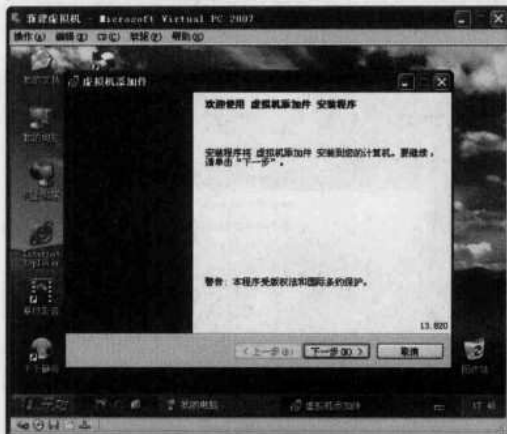 新建虚拟机 - Microsoft Virtual PC 2007
操作(A) 编辑(E) CD(C) 软驱(F) 帮助(H)
虚拟机添加件
欢迎使用 虚拟机添加件 安装程序
安装程序将 虚拟机添加件 安装到您的计算机。要继续，
请单击“下一步”。
警告: 本程序受版权法和国际条约保护。
13.820
< 上一步(B) 下一步(N) > 取消
我的电脑 虚拟机添加件